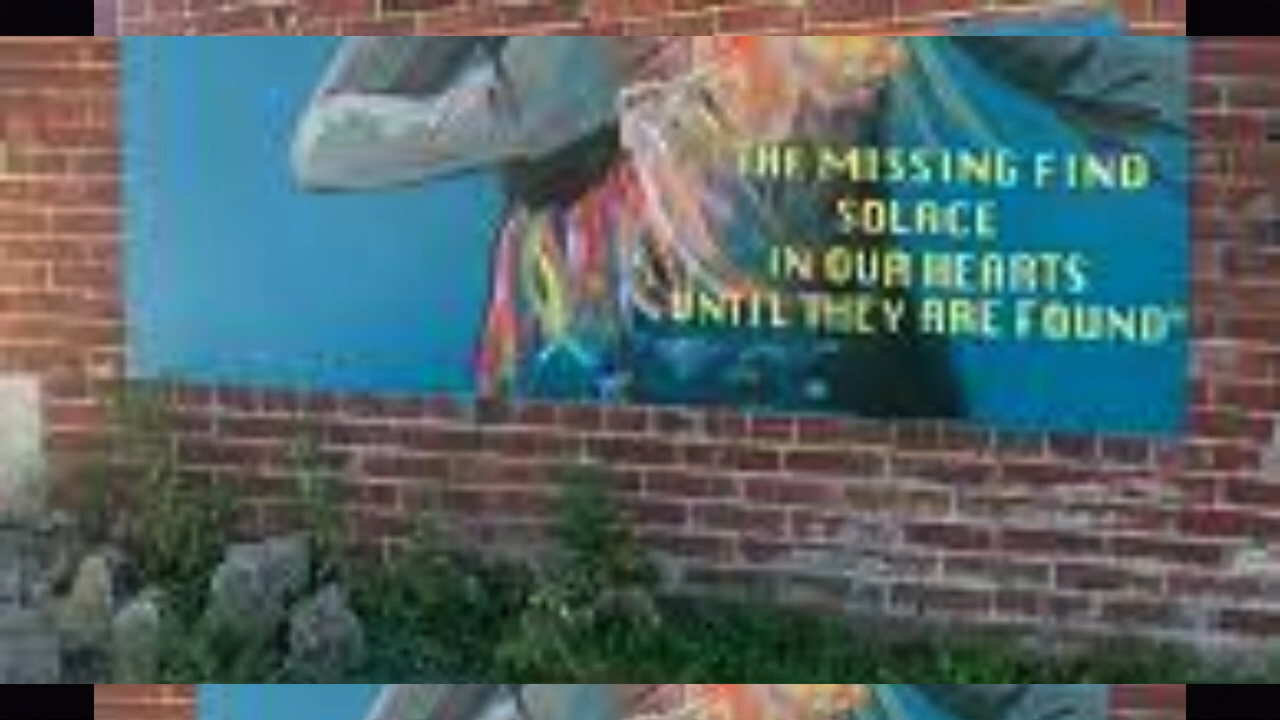 THE MISSING FIND
SOLACE
IN OUR HEARTS
UNTIL THEY ARE FOUND"